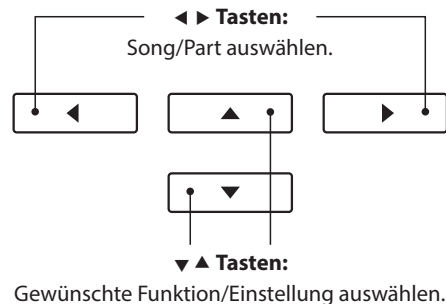 ◀ ▶ Tasten:
Song/Part auswählen.
▼ ▲ Tasten:
Gewünschte Funktion/Einstellung auswählen.